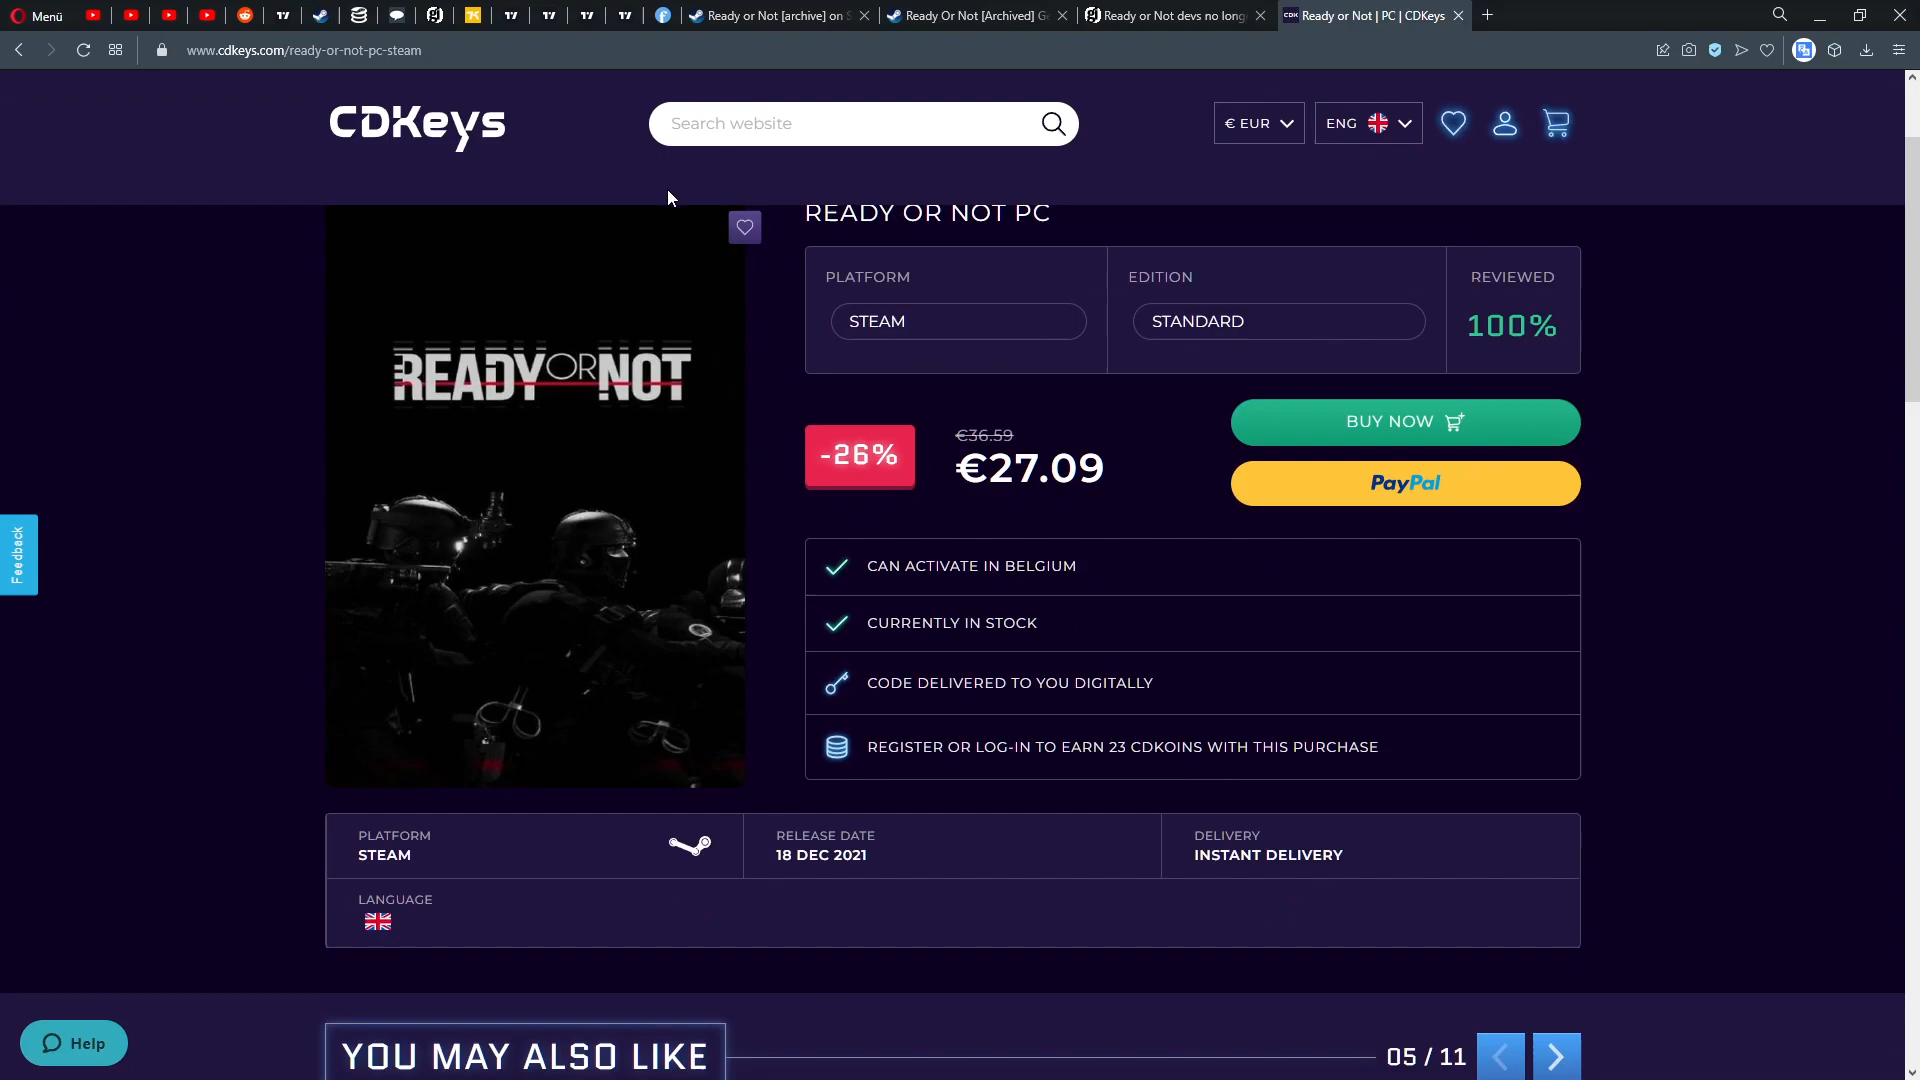 Menü
Ready or Not [archive] on S
Ready Or Not [Archived] Ge
Ready or Not devs no long
CDK Ready or Not | PC | CDKeys
www.cdkeys.com/ready-or-not-pc-steam
CDKeys
Search website
€ EUR
ENG
READY OR NOT PC
PLATFORM
EDITION
REVIEWED
STEAM
STANDARD
100%
READY OR NOT
-26%
€36.59
€27.09
BUY NOW
PayPal
Feedback
CAN ACTIVATE IN BELGIUM
CURRENTLY IN STOCK
CODE DELIVERED TO YOU DIGITALLY
REGISTER OR LOG-IN TO EARN 23 CDKOINS WITH THIS PURCHASE
PLATFORM
STEAM
RELEASE DATE
18 DEC 2021
DELIVERY
INSTANT DELIVERY
LANGUAGE
Help
YOU MAY ALSO LIKE
05 / 11